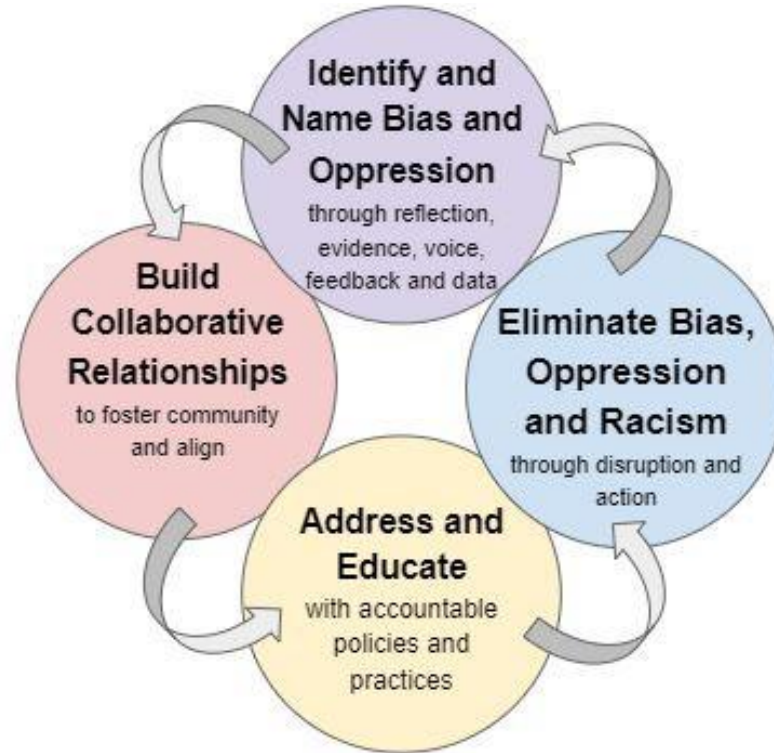 Identify and
Name Bias and
Oppression
through reflection,
evidence, voice,
feedback and data
Build
Collaborative
Relationships
to foster community
and align
Address and
Educate
with accountable
policies and
practices
Eliminate Bias,
Oppression
and Racism
through disruption and
action